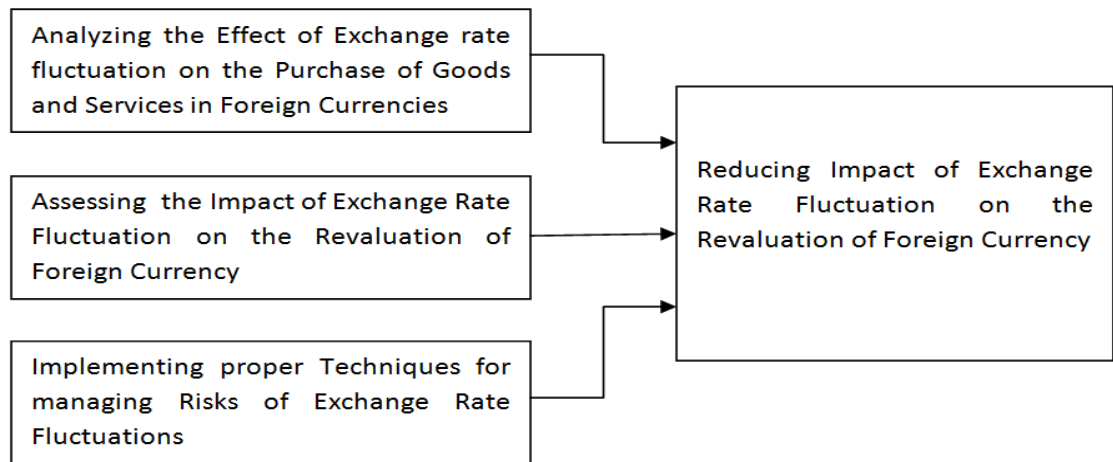 Analyzing the Effect of Exchange rate
fluctuation on the Purchase of Goods
and Services in Foreign Currencies
Assessing the Impact of Exchange Rate
Fluctuation on the Revaluation of
Foreign Currency
Implementing proper Techniques for
managing Risks of Exchange Rate
Fluctuations
Reducing Impact of Exchange
Rate Fluctuation on the
Revaluation of Foreign Currency